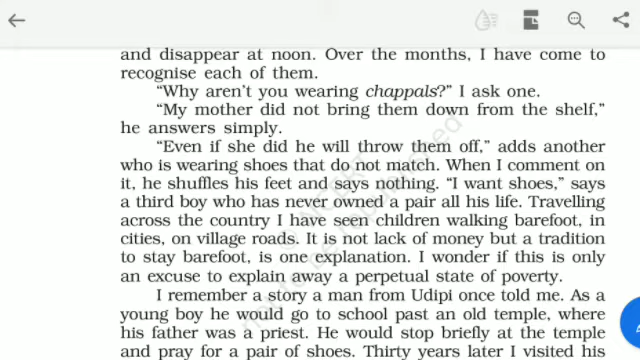 and disappear at noon. Over the months, I have come to
recognise each of them.
“Why aren’t you wearing chappals?” I ask one.
“My mother did not bring them down from the shelf,”
he answers simply.
“Even if she did he will throw them off,” adds another
who is wearing shoes that do not match. When I comment on
it, he shuffles his feet and says nothing. “I want shoes,” says
a third boy who has never owned a pair all his life. Travelling
across the country I have seen children walking barefoot, in
cities, on village roads. It is not lack of money but a tradition
to stay barefoot, is one explanation. I wonder if this is only
an excuse to explain away a perpetual state of poverty.
I remember a story a man from Udipi once told me. As a
young boy he would go to school past an old temple, where
his father was a priest. He would stop briefly at the temple
and pray for a pair of shoes. Thirty years later I visited his
© NCERT
not to be republished